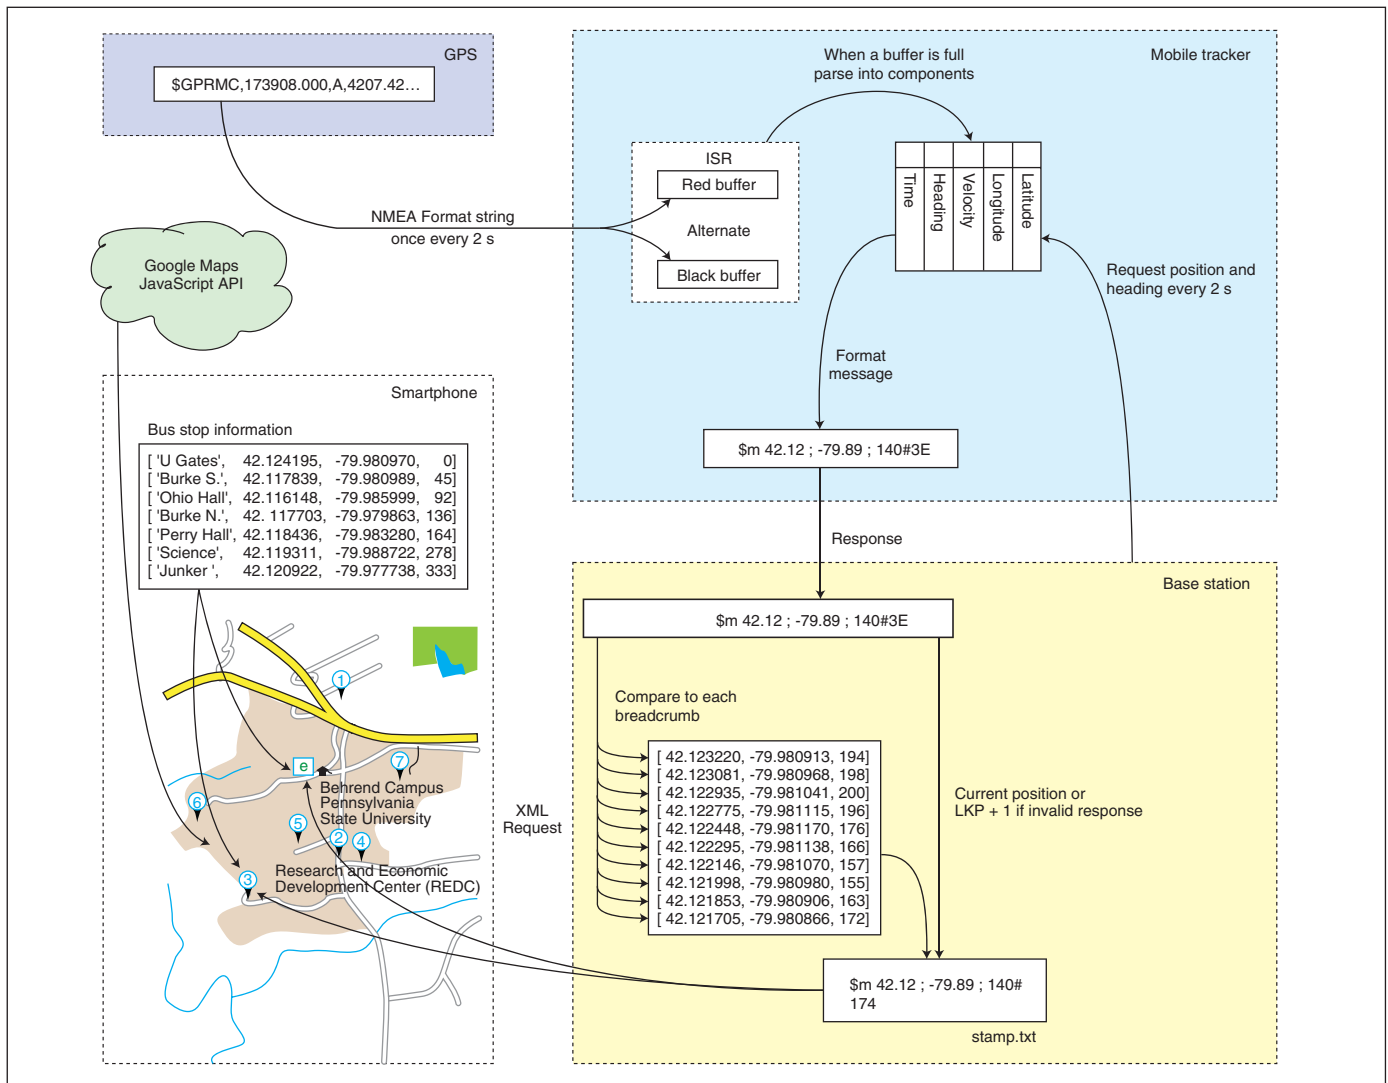 GPS
$GPRMC,173908.000,A,4207.42…
NMEA Format string
once every 2 s
Mobile tracker
When a buffer is full
parse into components
ISR
Red buffer
Alternate
Black buffer
Time
Heading
Velocity
Longitude
Latitude
Request position and
heading every 2 s
Format
message
$m 42.12 ; -79.89 ; 140#3E
Response
Google Maps
JavaScript API
Smartphone
Bus stop information
[ 'U Gates', 42.124195, -79.980970, 0]
[ 'Burke S.', 42.117839, -79.980989, 45]
[ 'Ohio Hall', 42.116148, -79.985999, 92]
[ 'Burke N.', 42. 117703, -79.979863, 136]
[ 'Perry Hall', 42.118436, -79.983280, 164]
[ 'Science', 42.119311, -79.988722, 278]
[ 'Junker ', 42.120922, -79.977738, 333]
1
e
7
Behrend Campus
Pennsylvania
State University
6
5
2
4
Research and Economic
Development Center (REDC)
3
XML
Request
Base station
$m 42.12 ; -79.89 ; 140#3E
Compare to each
breadcrumb
[ 42.123220, -79.980913, 194]
[ 42.123081, -79.980968, 198]
[ 42.122935, -79.981041, 200]
[ 42.122775, -79.981115, 196]
[ 42.122448, -79.981170, 176]
[ 42.122295, -79.981138, 166]
[ 42.122146, -79.981070, 157]
[ 42.121998, -79.980980, 155]
[ 42.121853, -79.980906, 163]
[ 42.121705, -79.980866, 172]
Current position or
LKP + 1 if invalid response
$m 42.12 ; -79.89 ; 140#
174
stamp.txt